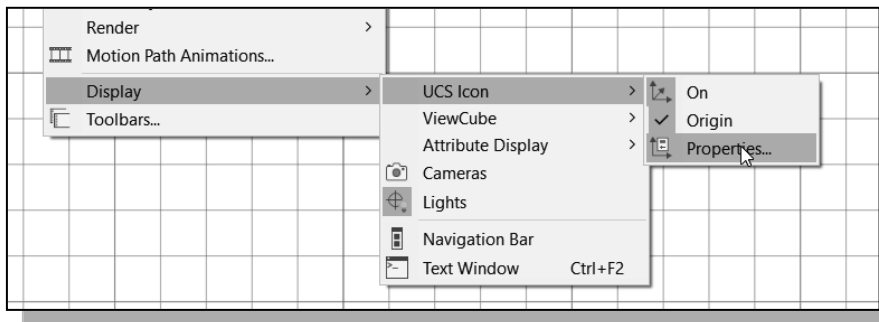 Render >
Motion Path Animations...
Display >
Toolbars...
UCS Icon >
ViewCube >
Attribute Display >
Cameras
Lights
Navigation Bar
Text Window Ctrl+F2
On
Origin
Properties...